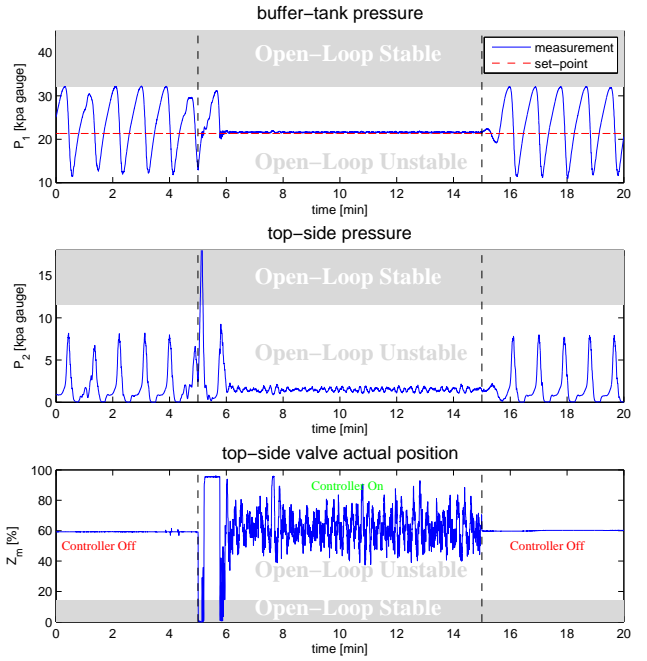 buffer−tank pressure
Open−Loop Stable
measurement
set−point
Open−Loop Unstable
P1 [kpa gauge]
40
30
20
10
0 2 4 6 8 10 12 14 16 18 20
time [min]
top−side pressure
Open−Loop Stable
Open−Loop Unstable
P2 [kpa gauge]
15
10
5
0
0 2 4 6 8 10 12 14 16 18 20
time [min]
top−side valve actual position
Controller On
Controller Off
Controller Off
Open−Loop Unstable
Open−Loop Stable
Zm [%]
100
80
60
40
20
0
0 2 4 6 8 10 12 14 16 18 20
time [min]